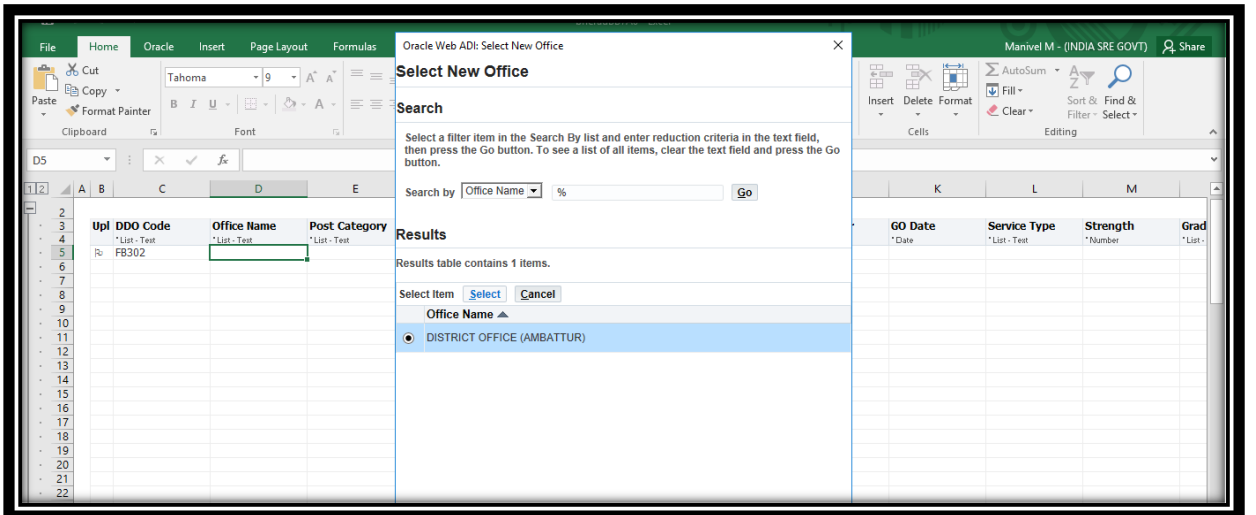 Oracle Web ADI: Select New Office
File Home Oracle Insert Page Layout Formulas
Manivel M - (INDIA SRE GOVT) Share
Cut
Copy
Format Painter
Paste
Clipboard
Tahoma 9
B I U
Font
Insert Delete Format
Cells
AutoSum
Fill
Clear
Sort & Filter
Find & Select
Editing
D5
fx
1 2 A B C D E K L M
Upl DDO Code Office Name Post Category GO Date Service Type Strength Grad
* List - Text * List - Text * List - Text * Date * List - Text * Number * List -
FB302
2
3
4
5
6
7
8
9
10
11
12
13
14
15
16
17
18
19
20
21
22
Select New Office
Search
Select a filter item in the Search By list and enter reduction criteria in the text field,
then press the Go button. To see a list of all items, clear the text field and press the Go
button.
Search by Office Name % Go
Results
Results table contains 1 items.
Select Item Select Cancel
Office Name
DISTRICT OFFICE (AMBATTUR)